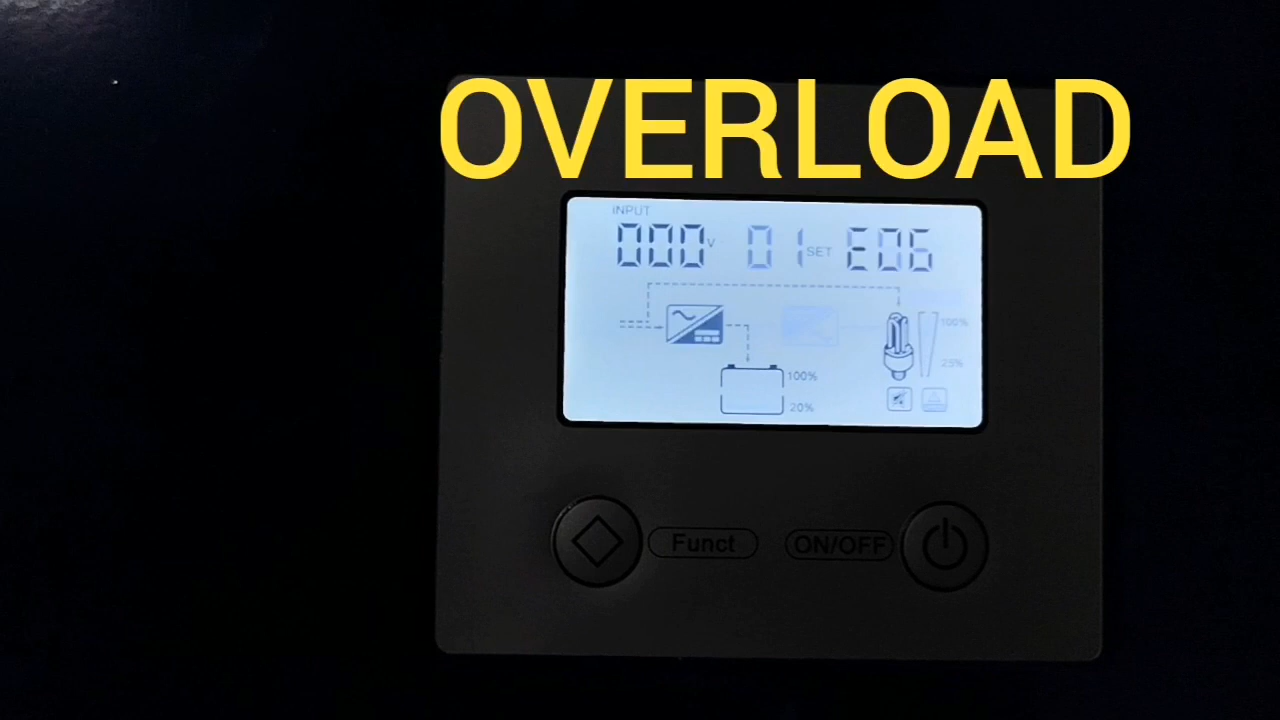 OVERLOAD
INPUT
000V 01 SET E06
100%
25%
100%
20%
Funct ON/OFF